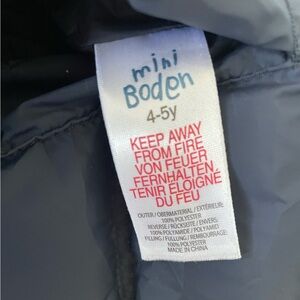 mini
Boden
4-5y
KEEP AWAY
FROM FIRE
VON FEUER
FERNHALTEN
TENIR ÉLOIGNÉ
DU FEU
OUTER / OBERMATERIAL / EXTÉRIEUR:
100% POLYESTER
REVERSE / RÜCKSEITE / ENVERS:
100% POLYAMIDE / POLYAMID
FILLING / FÜLLUNG / REMBOURRAGE:
100% POLYESTER
MADE IN CHINA